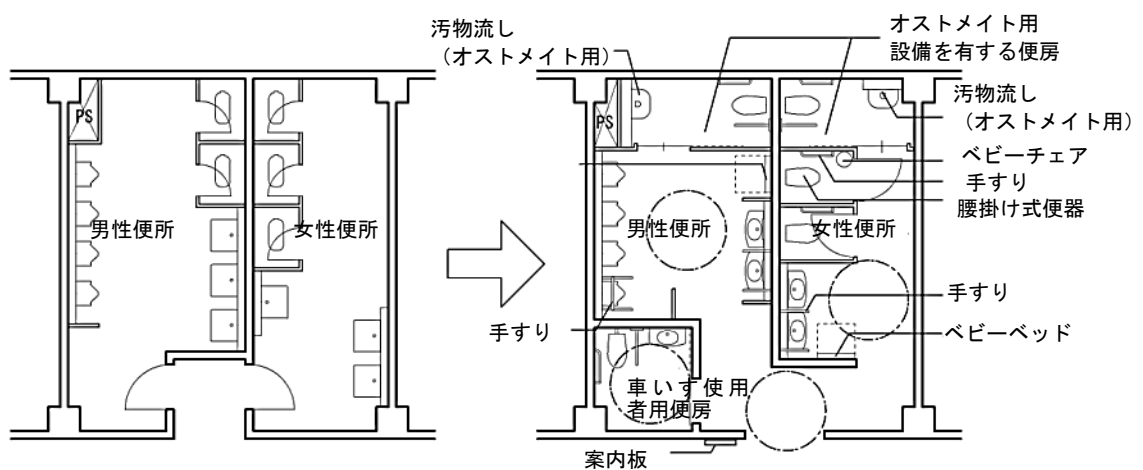 汚物流し
（オストメイト用）
オストメイト用
設備を有する便房
汚物流し
（オストメイト用）
PS
PS
ベビーチェア
手すり
腰掛け式便器
男性便所
女性便所
男性便所
女性便所
手すり
手すり
ベビーベッド
車いす使用
者用便房
案内板